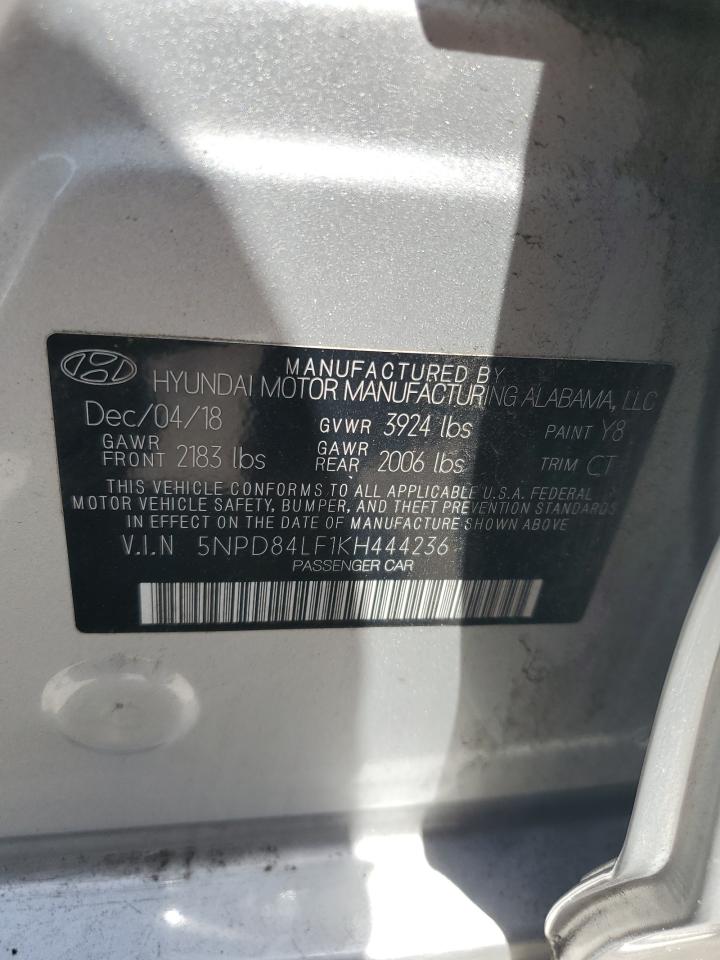 MANUFACTURED BY
HYUNDAI MOTOR MANUFACTURING ALABAMA, LLC
Dec/04/18 GVWR 3924 lbs PAINT Y8
GAWR FRONT 2183 lbs GAWR REAR 2006 lbs TRIM CT
THIS VEHICLE CONFORMS TO ALL APPLICABLE U.S.A. FEDERAL
MOTOR VEHICLE SAFETY, BUMPER, AND THEFT PREVENTION STANDARDS
IN EFFECT ON THE DATE OF MANUFACTURE SHOWN ABOVE
V.I.N 5NPD84LF1KH444236
PASSENGER CAR